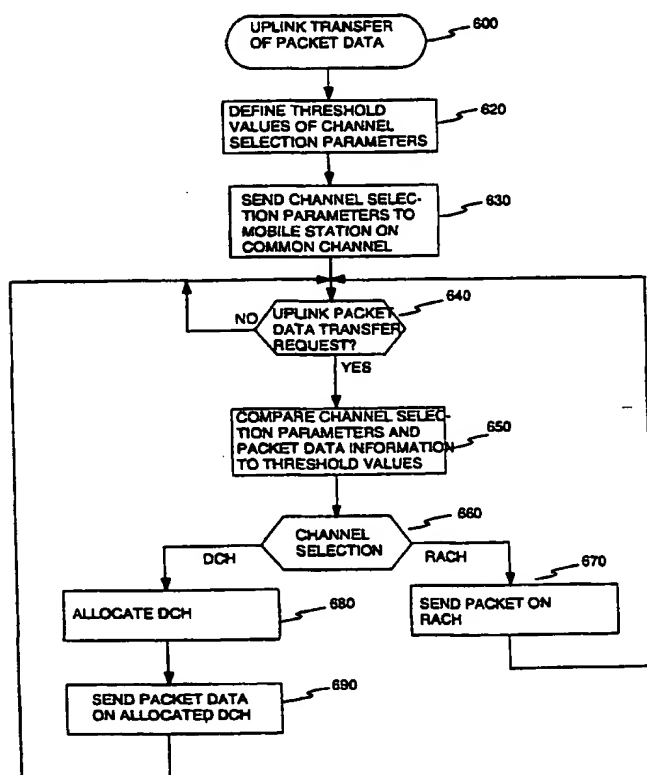 UPLINK TRANSFER
OF PACKET DATA
600
DEFINE THRESHOLD
VALUES OF CHANNEL
SELECTION PARAMETERS
620
SEND CHANNEL SELEC-
TION PARAMETERS TO
MOBILE STATION ON
COMMON CHANNEL
630
NO
UPLINK PACKET
DATA TRANSFER
REQUEST?
640
YES
COMPARE CHANNEL SELEC-
TION PARAMETERS AND
PACKET DATA INFORMATION
TO THRESHOLD VALUES
650
CHANNEL
SELECTION
660
DCH
RACH
ALLOCATE DCH
680
SEND PACKET ON
RACH
670
SEND PACKET DATA
ON ALLOCATED DCH
690